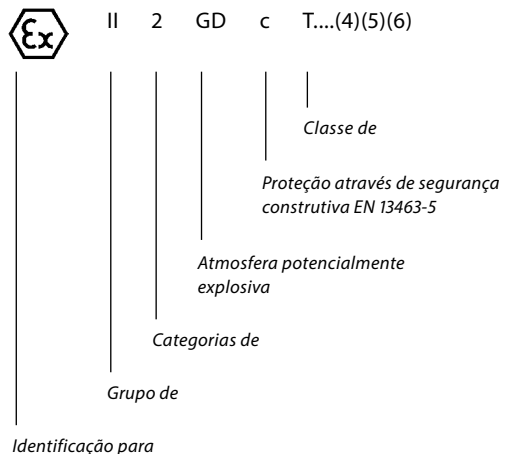 Ex II 2 GD c T....(4)(5)(6)
Classe de
Proteção através de segurança
construtiva EN 13463-5
Atmosfera potencialmente
explosiva
Categorias de
Grupo de
Identificação para